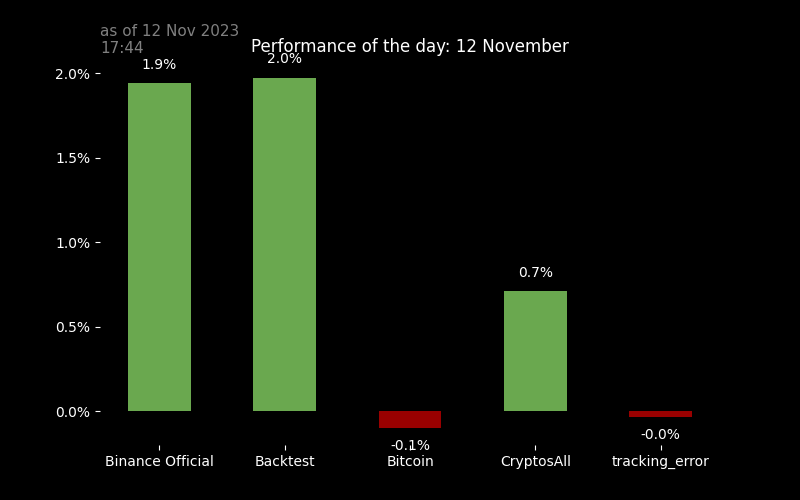 as of 12 Nov 2023
17:44
Performance of the day: 12 November
2.0%
1.5%
1.0%
0.5%
0.0%
1.9%
2.0%
-0.1%
0.7%
-0.0%
Binance Official
Backtest
Bitcoin
CryptosAll
tracking_error